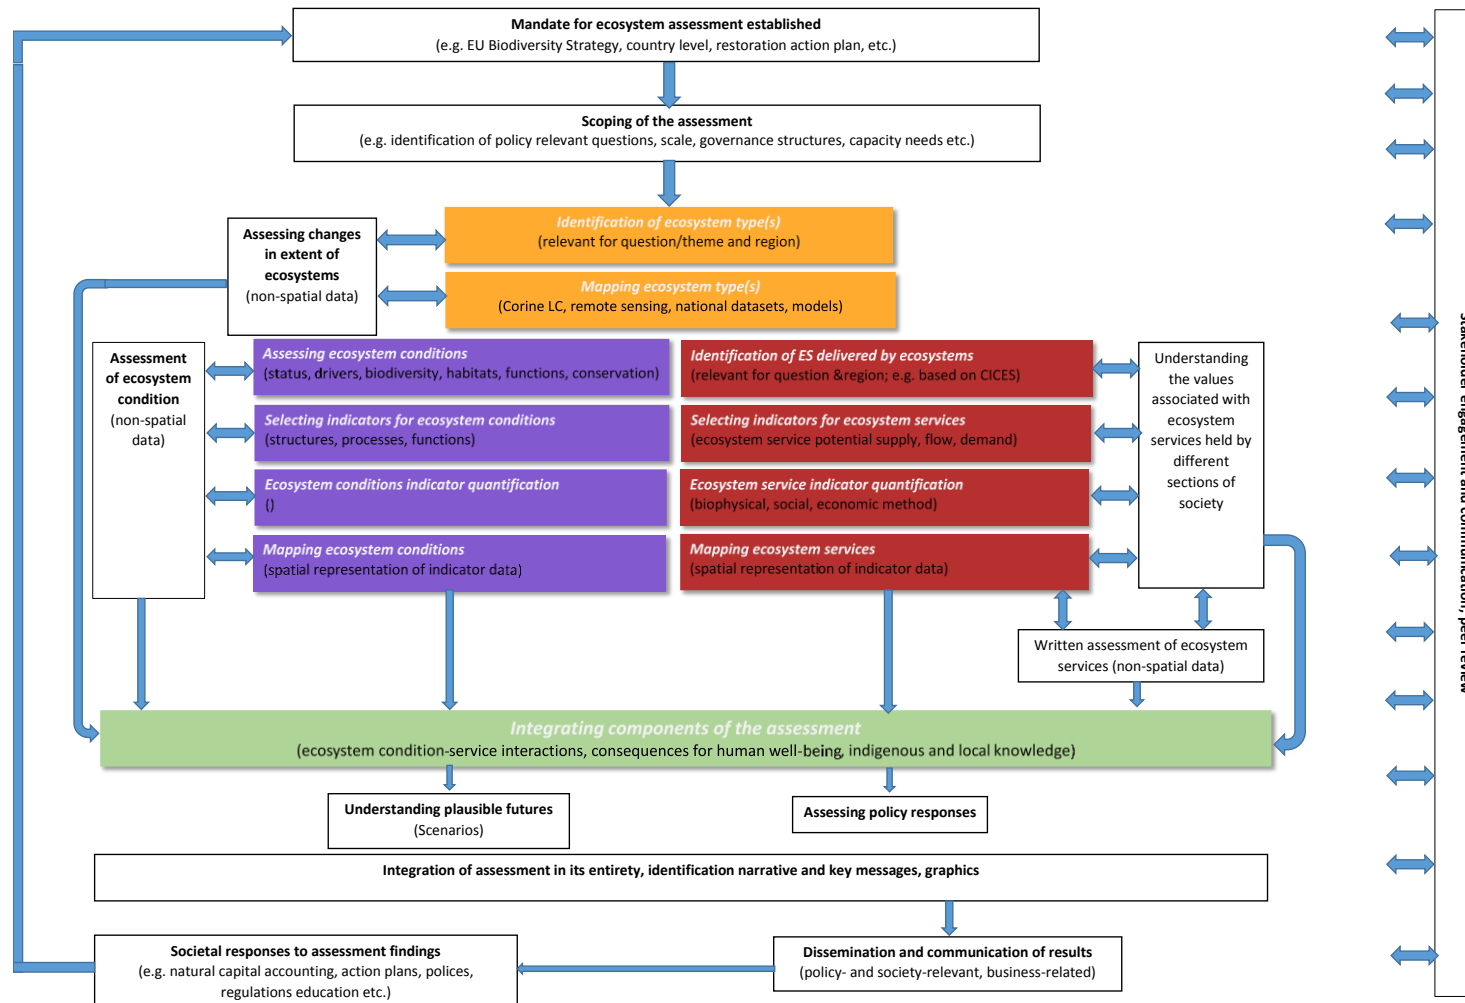 Mandate for ecosystem assessment established
(e.g. EU Biodiversity Strategy, country level, restoration action plan, etc.)
Scoping of the assessment
(e.g. identification of policy relevant questions, scale, governance structures, capacity needs etc.)
Assessing changes
in extent of
ecosystems
(non-spatial data)
Identification of ecosystem type(s)
(relevant for question/theme and region)
Mapping ecosystem type(s)
(Corine LC, remote sensing, national datasets, models)
Assessment
of ecosystem
condition
(non-spatial
data)
Assessing ecosystem conditions
(status, drivers, biodiversity, habitats, functions, conservation)
Selecting indicators for ecosystem conditions
(structures, processes, functions)
Ecosystem conditions indicator quantification
()
Mapping ecosystem conditions
(spatial representation of indicator data)
Identification of ES delivered by ecosystems
(relevant for question &region; e.g. based on CICES)
Selecting indicators for ecosystem services
(ecosystem service potential supply, flow, demand)
Ecosystem service indicator quantification
(biophysical, social, economic method)
Mapping ecosystem services
(spatial representation of indicator data)
Understanding
the values
associated with
ecosystem
services held by
different
sections of
society
Written assessment of ecosystem
services (non-spatial data)
Integrating components of the assessment
(ecosystem condition-service interactions, consequences for human well-being, indigenous and local knowledge)
Understanding plausible futures
(Scenarios)
Assessing policy responses
Integration of assessment in its entirety, identification narrative and key messages, graphics
Societal responses to assessment findings
(e.g. natural capital accounting, action plans, polices,
regulations education etc.)
Dissemination and communication of results
(policy- and society-relevant, business-related)
Stakeholder engagement and communication, peer review